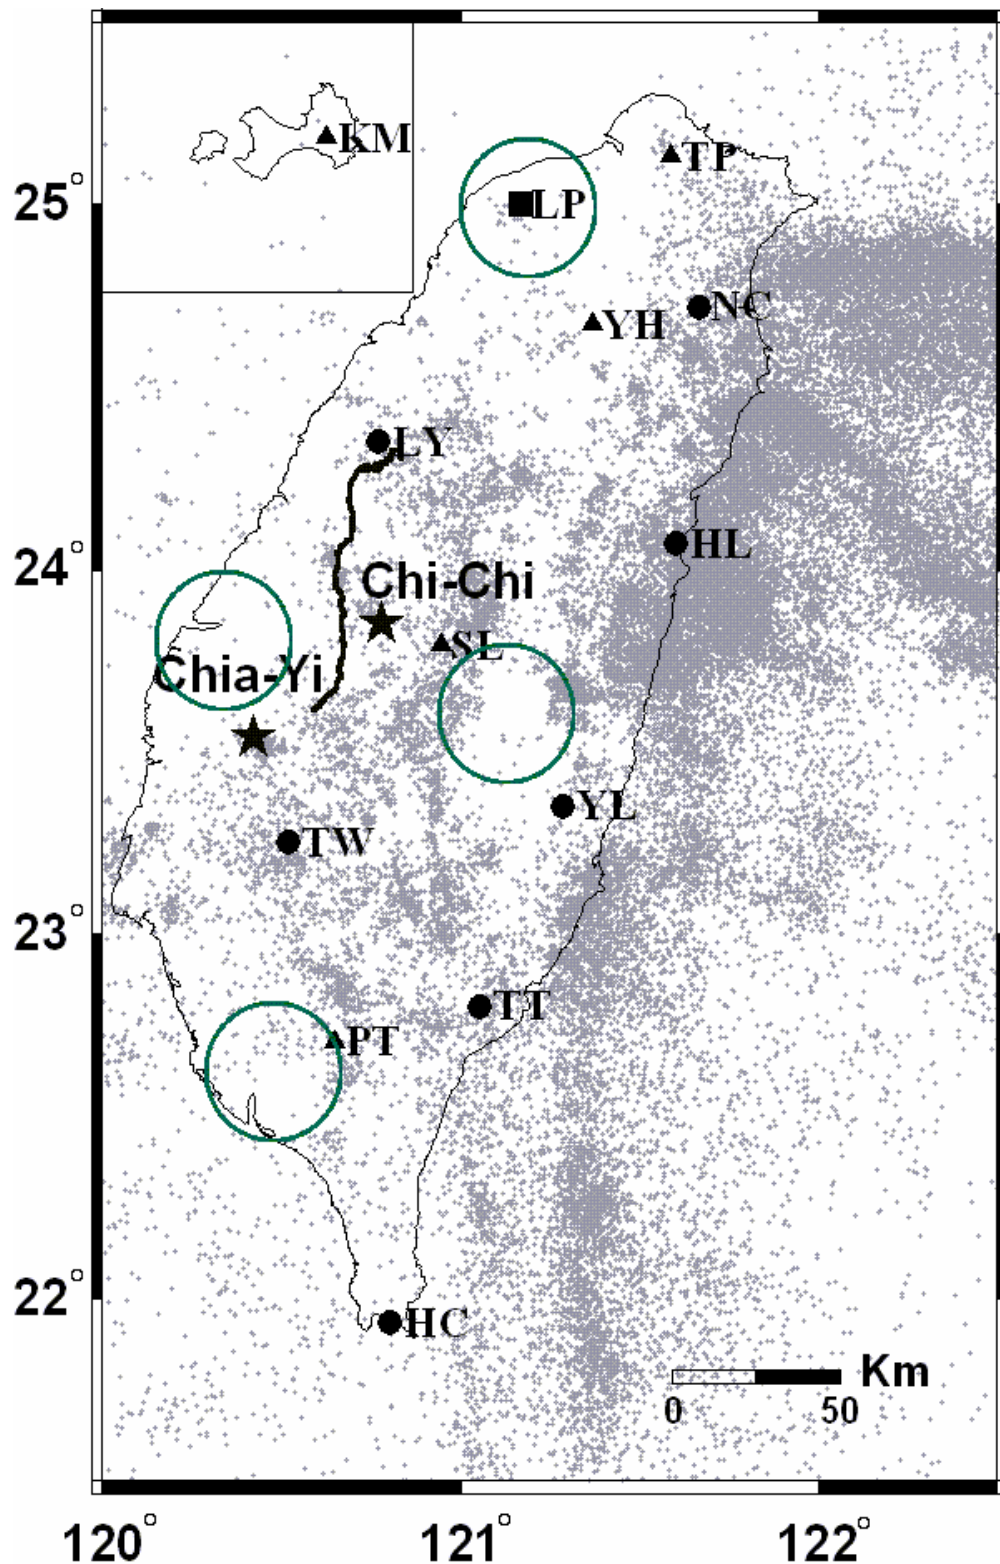 KM
TP
25°
LP
NC
YH
LY
HL
24°
Chi-Chi
SL
Chia-Yi
YL
TW
23°
TT
PT
22°
HC
Km
0 50
120° 121° 122°